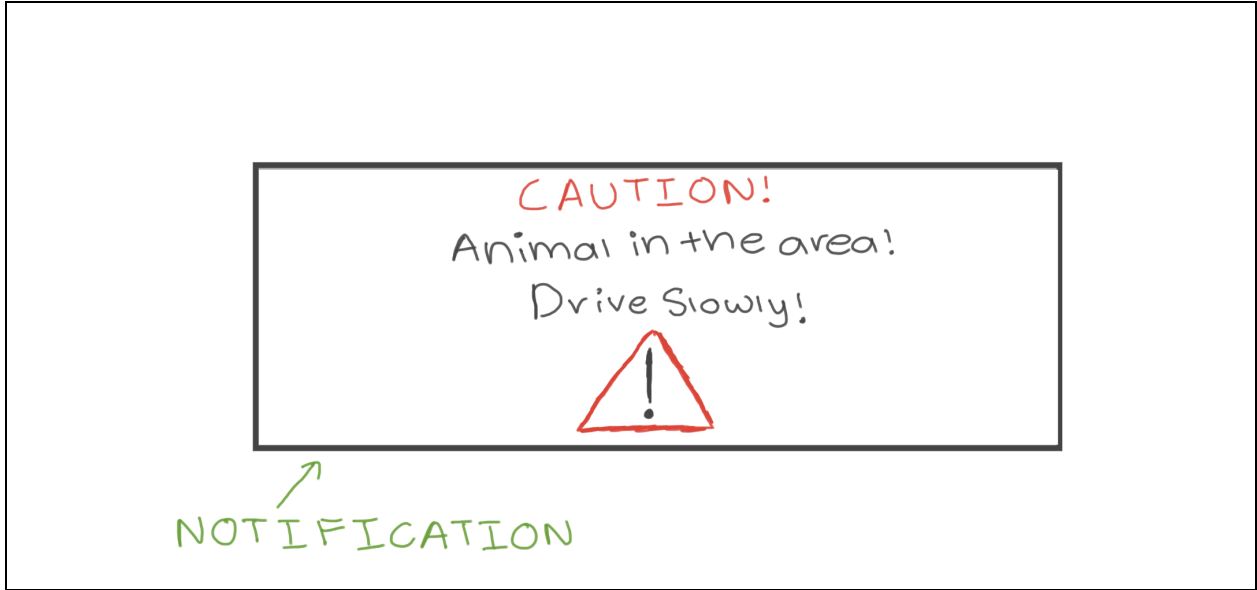 CAUTION!
Animal in the area!
Drive Slowly!
!
NOTIFICATION